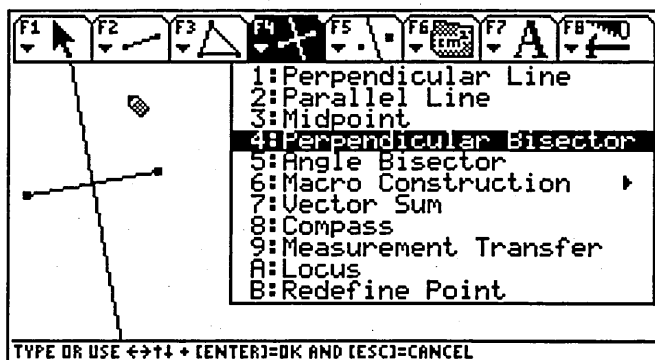 F1 F2 F3 F4 F5 F6 cm² F7 A F8
1:Perpendicular Line
2:Parallel Line
3:Midpoint
4:Perpendicular Bisector
5:Angle Bisector
6:Macro Construction ▶
7:Vector Sum
8:Compass
9:Measurement Transfer
A:Locus
B:Redefine Point
TYPE OR USE ←→↑↓ + [ENTER]=OK AND [ESC]=CANCEL